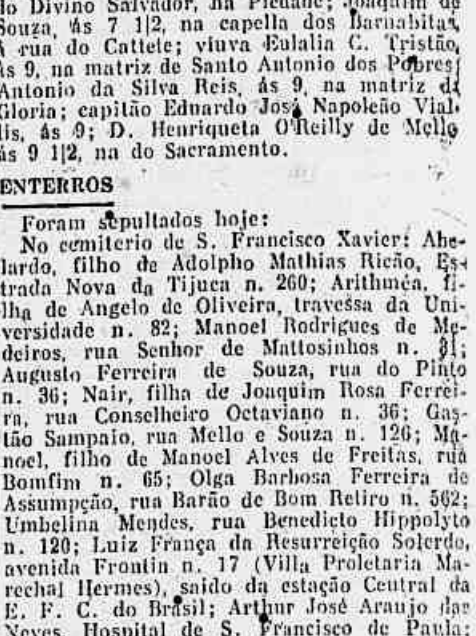 do Divino Salvador, na Piedade; Joaquim de
Souza, ás 7 1|2, na capella dos Barnabitas,
á rua do Cattete; viuva Eulalia C. Tristão,
ás 9, na matriz de Santo Antonio dos Pobres;
Antonio da Silva Reis, ás 9, na matriz da
Gloria; capitão Eduardo José Napoleão Vial-
lis, ás 9; D. Henriqueta O'Reilly de Mello
ás 9 1|2, na do Sacramento.
ENTERROS
Foram sepultados hoje:
No cemiterio de S. Francisco Xavier: Abe-
lardo, filho de Adolpho Mathias Ricão, Es-
trada Nova da Tijuca n. 260; Arithméa, fi-
lha de Angelo de Oliveira, travessa da Uni-
versidade n. 82; Manoel Rodrigues de Me-
deiros, rua Senhor de Mattosinhos n. 31;
Augusto Ferreira de Souza, rua do Pinto
n. 36; Nair, filha de Joaquim Rosa Ferrei-
ra, rua Conselheiro Octaviano n. 36; Gas-
tão Sampaio, rua Mello e Souza n. 126; Ma-
noel, filho de Manoel Alves de Freitas, rua
Bomfim n. 65; Olga Barbosa Ferreira de
Assumpção, rua Barão de Bom Retiro n. 562;
Umbelina Mendes, rua Benedicto Hippolyto
n. 120; Luiz França da Resurreição Solerdo,
avenida Frontin n. 17 (Villa Proletaria Ma-
rechal Hermes), saido da estação Central da
E. F. C. do Brasil; Arthur José Araujo das
Neves, Hospital de S. Francisco de Paula;